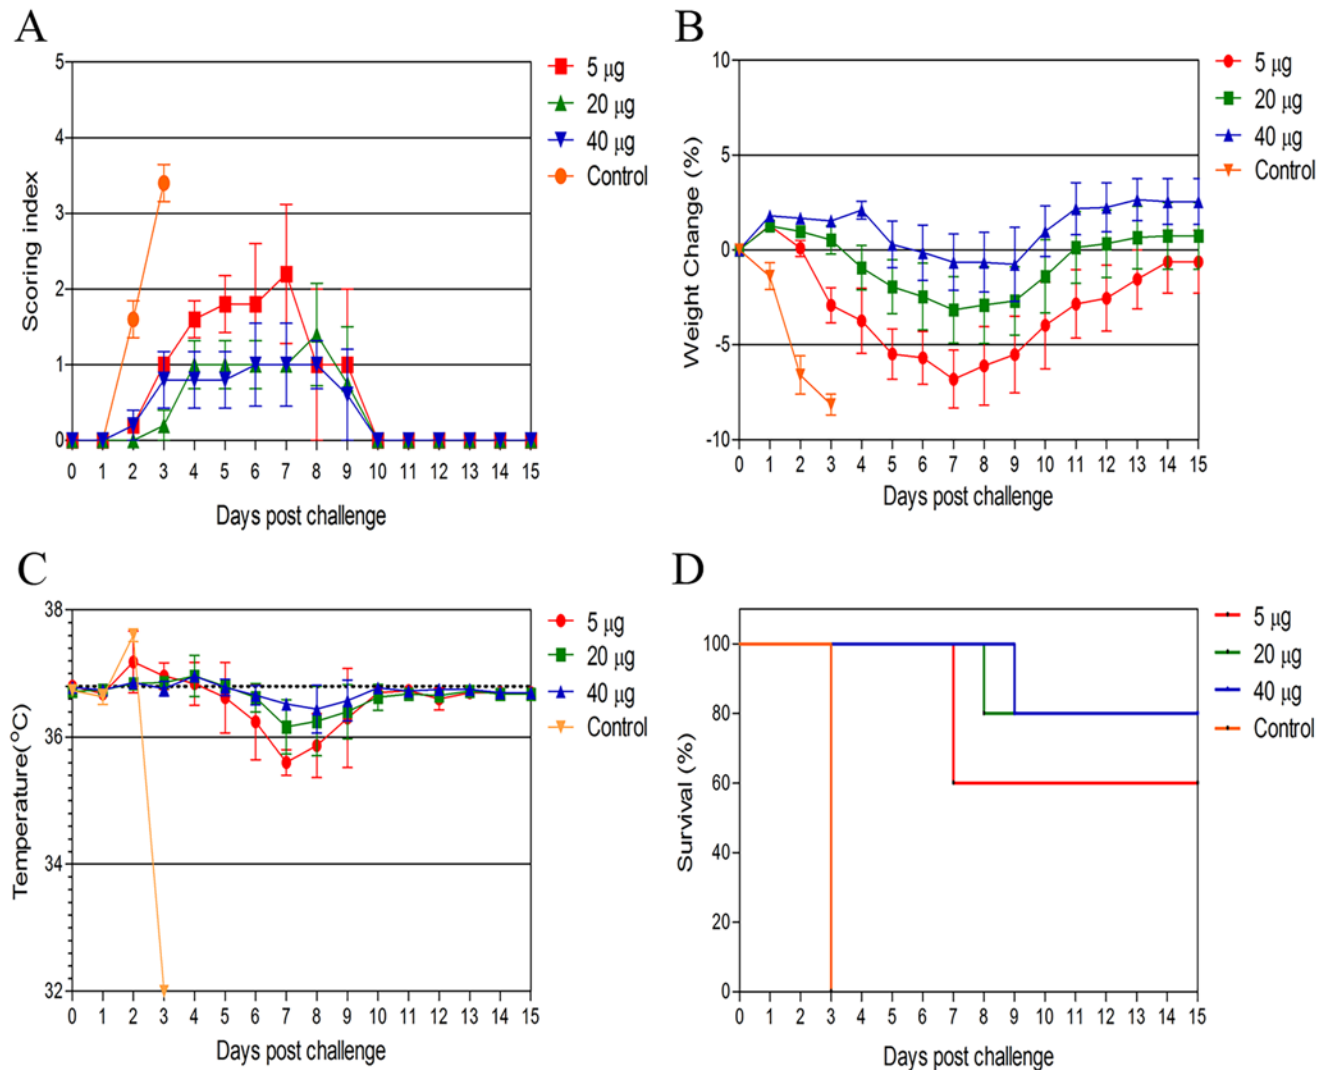 A
5
4
3
2
1
0
Scoring index
0 1 2 3 4 5 6 7 8 9 10 11 12 13 14 15
Days post challenge
5 μg
20 μg
40 μg
Control
B
10
5
0
-5
-10
Weight Change (%)
0 1 2 3 4 5 6 7 8 9 10 11 12 13 14 15
Days post challenge
5 μg
20 μg
40 μg
Control
C
38
36
34
32
Temperature(°C)
0 1 2 3 4 5 6 7 8 9 10 11 12 13 14 15
Days post challenge
5 μg
20 μg
40 μg
Control
D
100
80
60
40
20
0
Survival (%)
0 1 2 3 4 5 6 7 8 9 10 11 12 13 14 15
Days post challenge
5 μg
20 μg
40 μg
Control